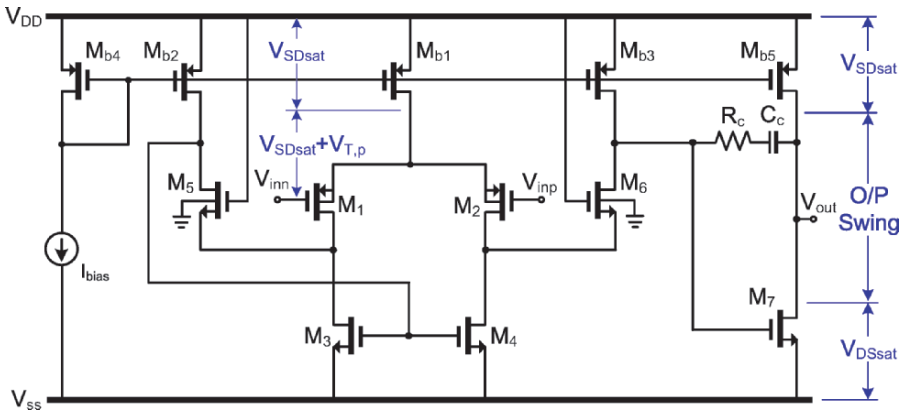 V_DD
M_b4
M_b2
V_SDsat
M_b1
M_b3
M_b5
V_SDsat
V_SDsat+V_T,p
R_c
C_c
M_5
V_inn
M_1
M_2
V_inp
M_6
V_out
O/P
Swing
I_bias
M_3
M_4
M_7
V_DSsat
V_ss